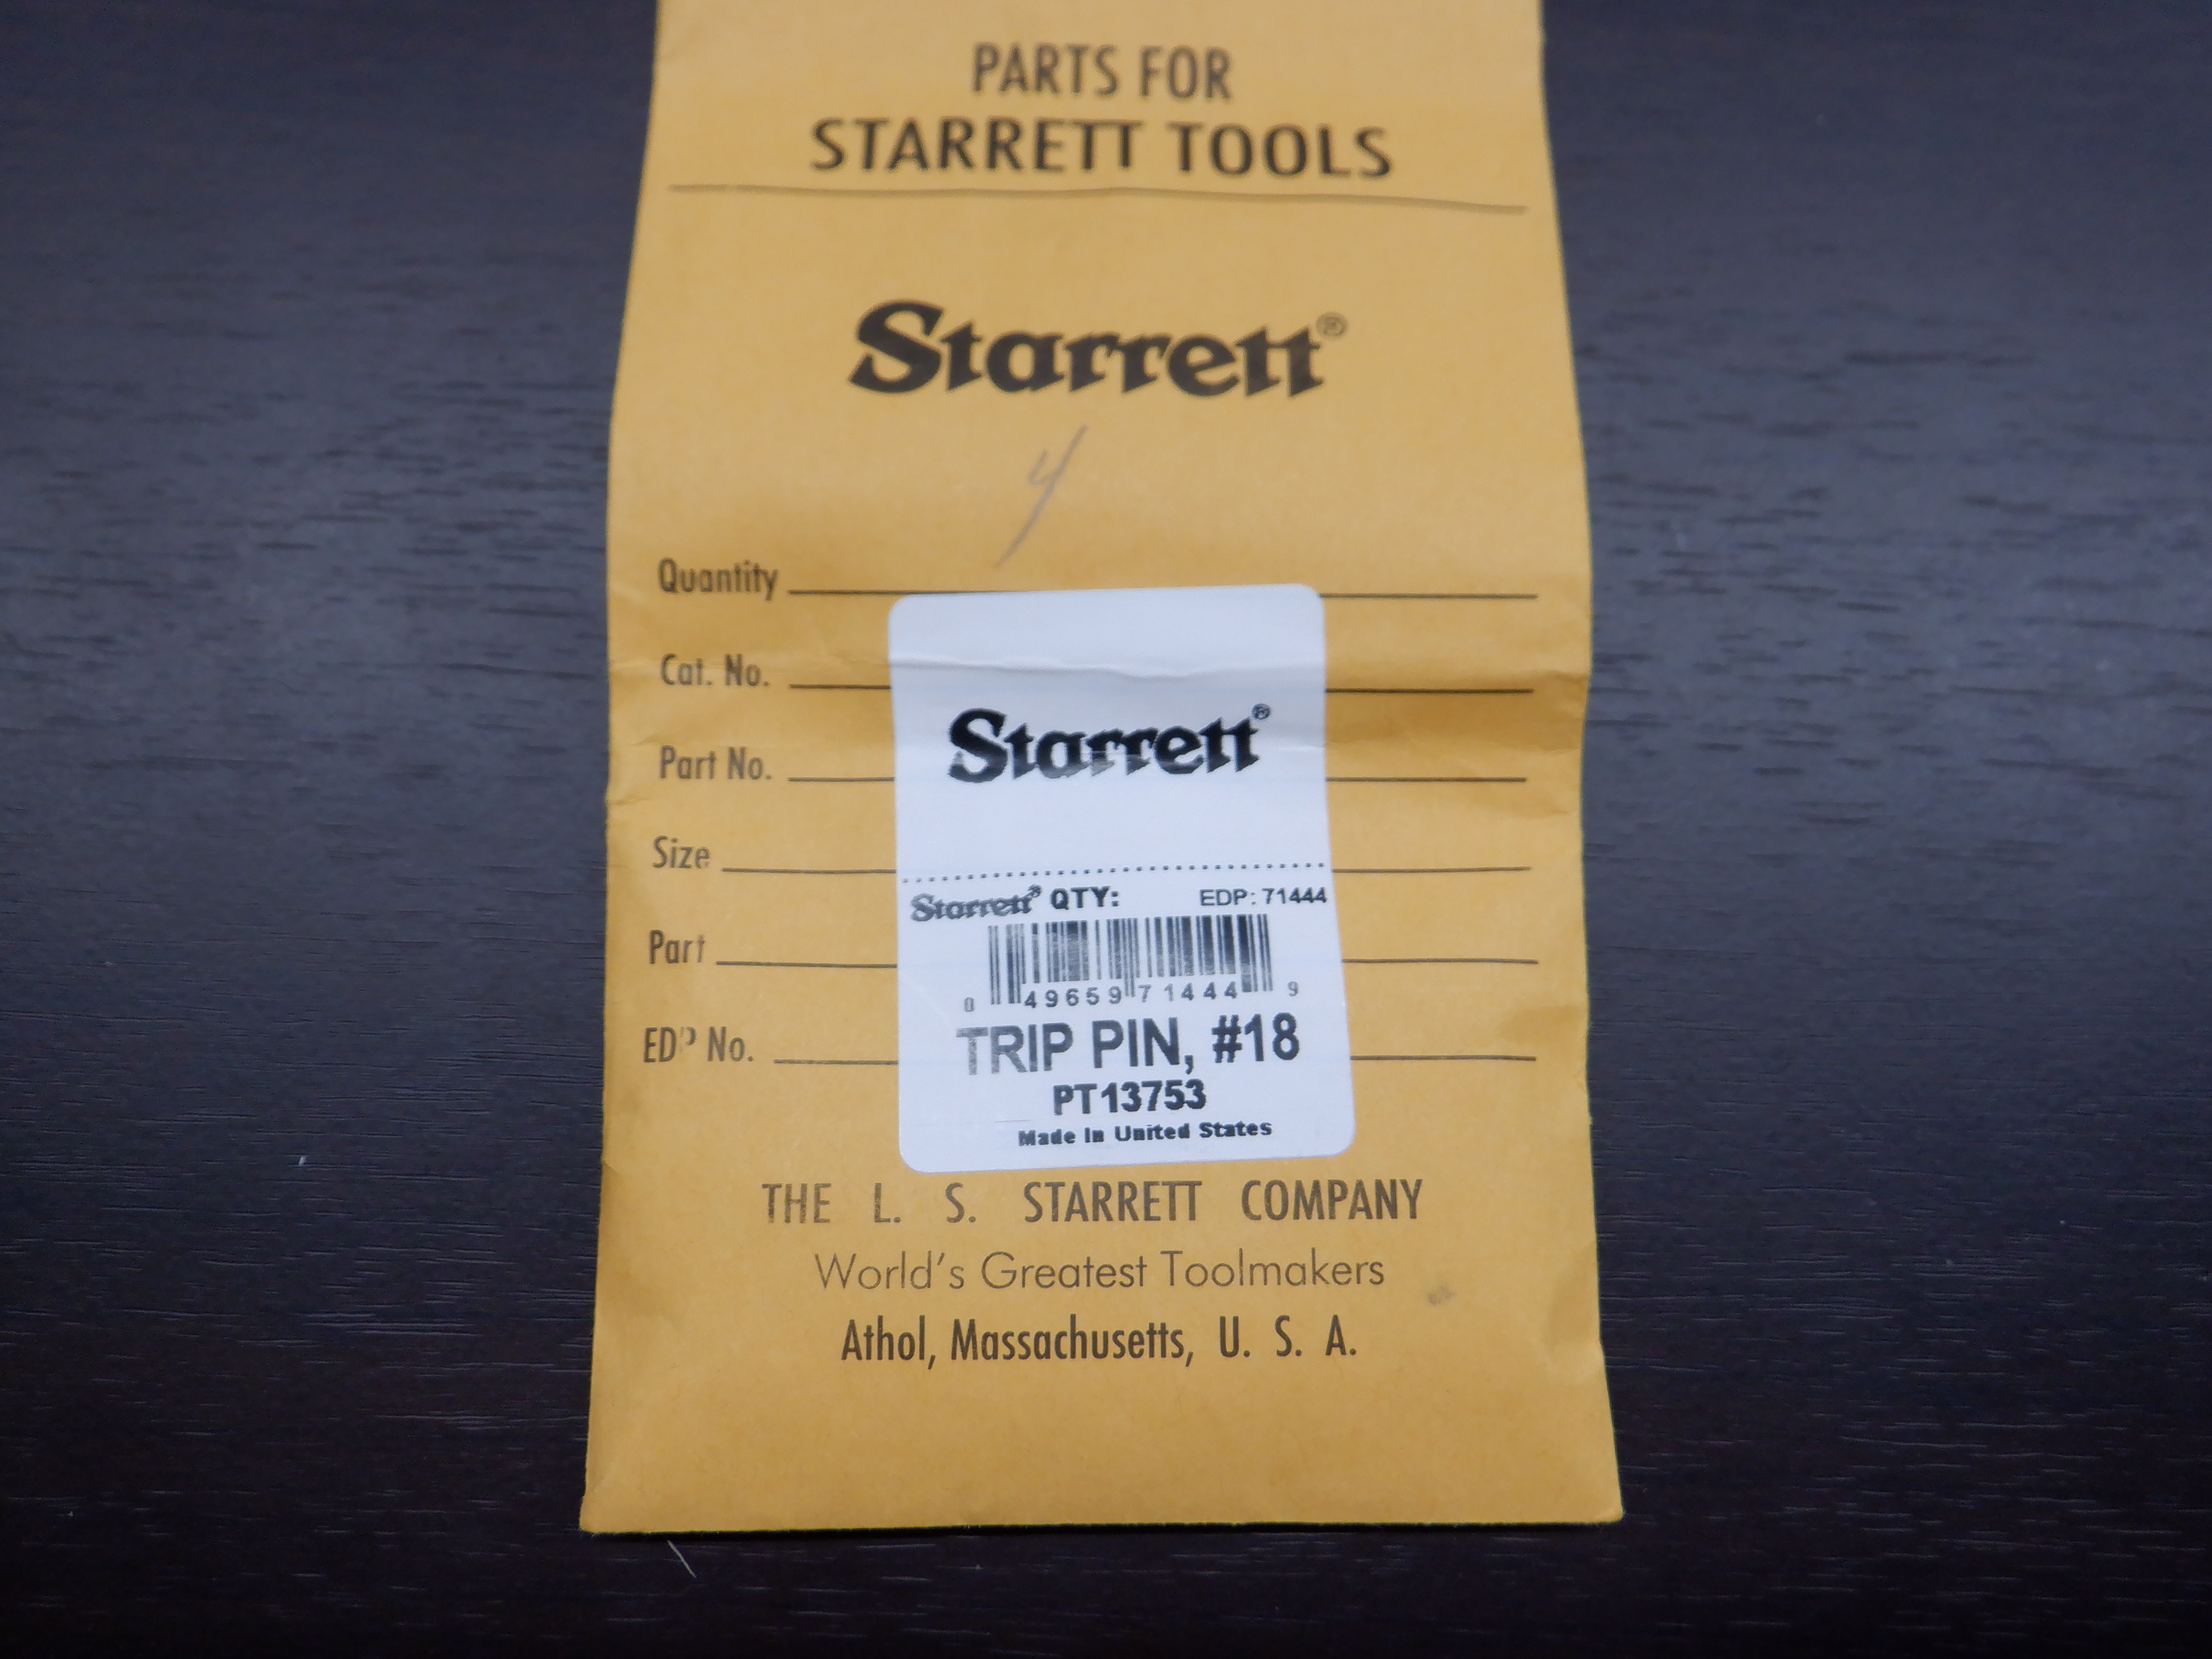 PARTS FOR
STARRETT TOOLS
Starrett®
4
Quantity
Cat. No.
Part No.
Size
Part
EDP No.
Starrett®
Starrett® QTY: EDP: 71444
0 49659 71444 9
TRIP PIN, #18
PT13753
Made In United States
THE L. S. STARRETT COMPANY
World's Greatest Toolmakers
Athol, Massachusetts, U. S. A.